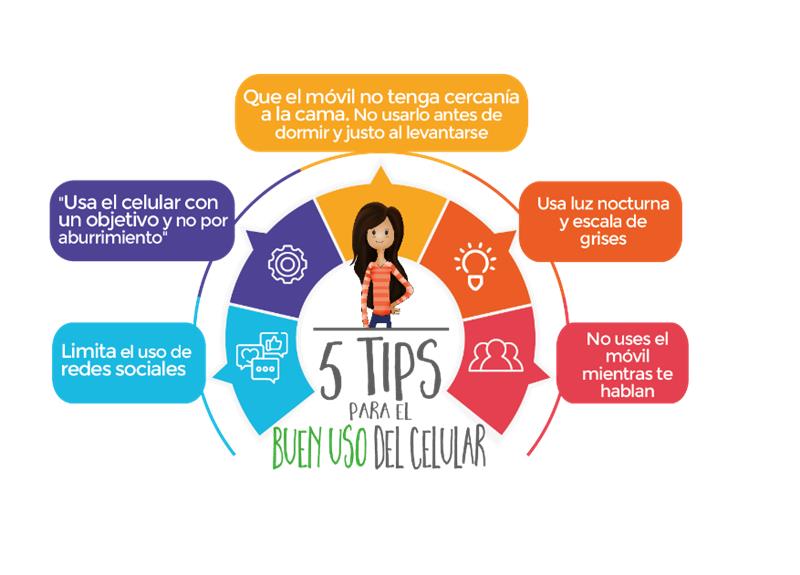 Que el móvil no tenga cercanía
a la cama. No usarlo antes de
dormir y justo al levantarse
"Usa el celular con
un objetivo y no por
aburrimiento"
Usa luz nocturna
y escala de
grises
Limita el uso de
redes sociales
No uses el
móvil
mientras te
hablan
5 TIPS
PARA EL
BUEN USO DEL CELULAR